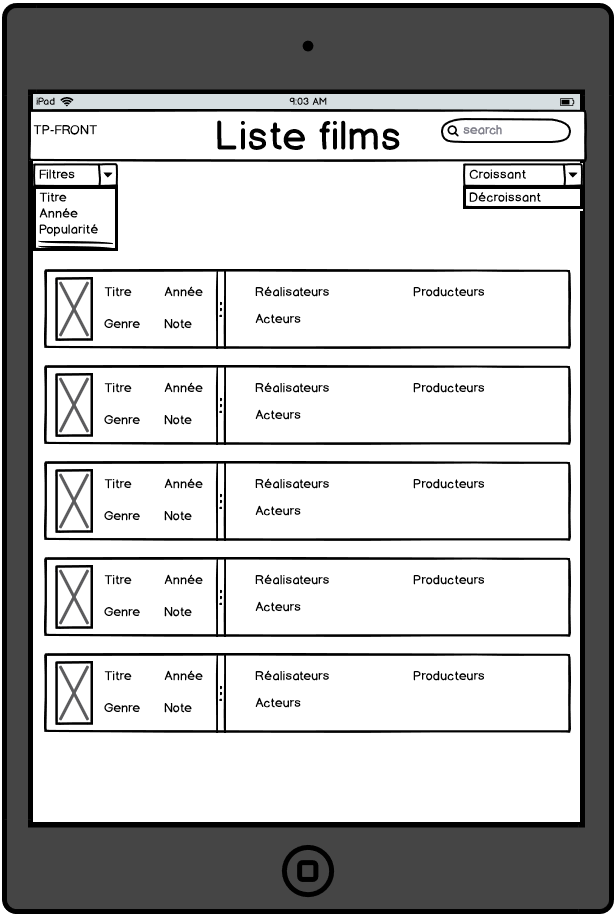 iPad 9:03 AM
TP-FRONT Liste films search
Filtres Croissant
Titre Décroissant
Année
Popularité
Titre Année Réalisateurs Producteurs
Acteurs
Genre Note
Titre Année Réalisateurs Producteurs
Acteurs
Genre Note
Titre Année Réalisateurs Producteurs
Acteurs
Genre Note
Titre Année Réalisateurs Producteurs
Acteurs
Genre Note
Titre Année Réalisateurs Producteurs
Acteurs
Genre Note